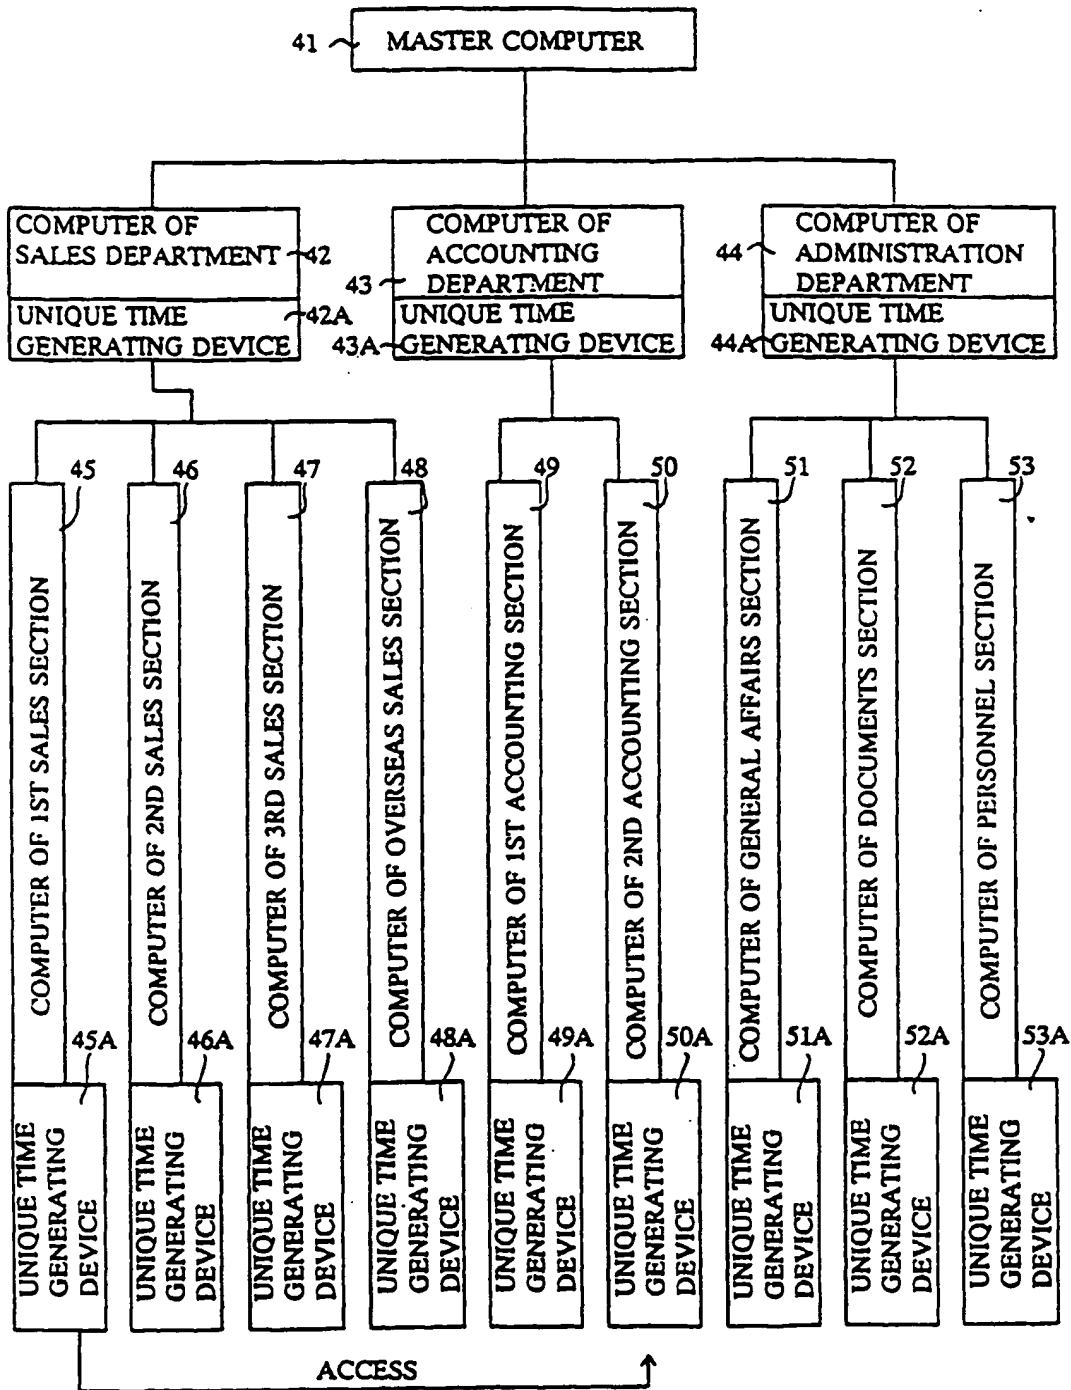 41 MASTER COMPUTER
COMPUTER OF
SALES DEPARTMENT 42
UNIQUE TIME 42A
GENERATING DEVICE
COMPUTER OF
ACCOUNTING
43 DEPARTMENT
UNIQUE TIME
43A GENERATING DEVICE
COMPUTER OF
44 ADMINISTRATION
DEPARTMENT
UNIQUE TIME
44A GENERATING DEVICE
45
COMPUTER OF 1ST SALES SECTION
45A
UNIQUE TIME
GENERATING
DEVICE
46
COMPUTER OF 2ND SALES SECTION
46A
UNIQUE TIME
GENERATING
DEVICE
47
COMPUTER OF 3RD SALES SECTION
47A
UNIQUE TIME
GENERATING
DEVICE
48
COMPUTER OF OVERSEAS SALES SECTION
48A
UNIQUE TIME
GENERATING
DEVICE
49
COMPUTER OF 1ST ACCOUNTING SECTION
49A
UNIQUE TIME
GENERATING
DEVICE
50
COMPUTER OF 2ND ACCOUNTING SECTION
50A
UNIQUE TIME
GENERATING
DEVICE
51
COMPUTER OF GENERAL AFFAIRS SECTION
51A
UNIQUE TIME
GENERATING
DEVICE
52
COMPUTER OF DOCUMENTS SECTION
52A
UNIQUE TIME
GENERATING
DEVICE
53
COMPUTER OF PERSONNEL SECTION
53A
UNIQUE TIME
GENERATING
DEVICE
ACCESS